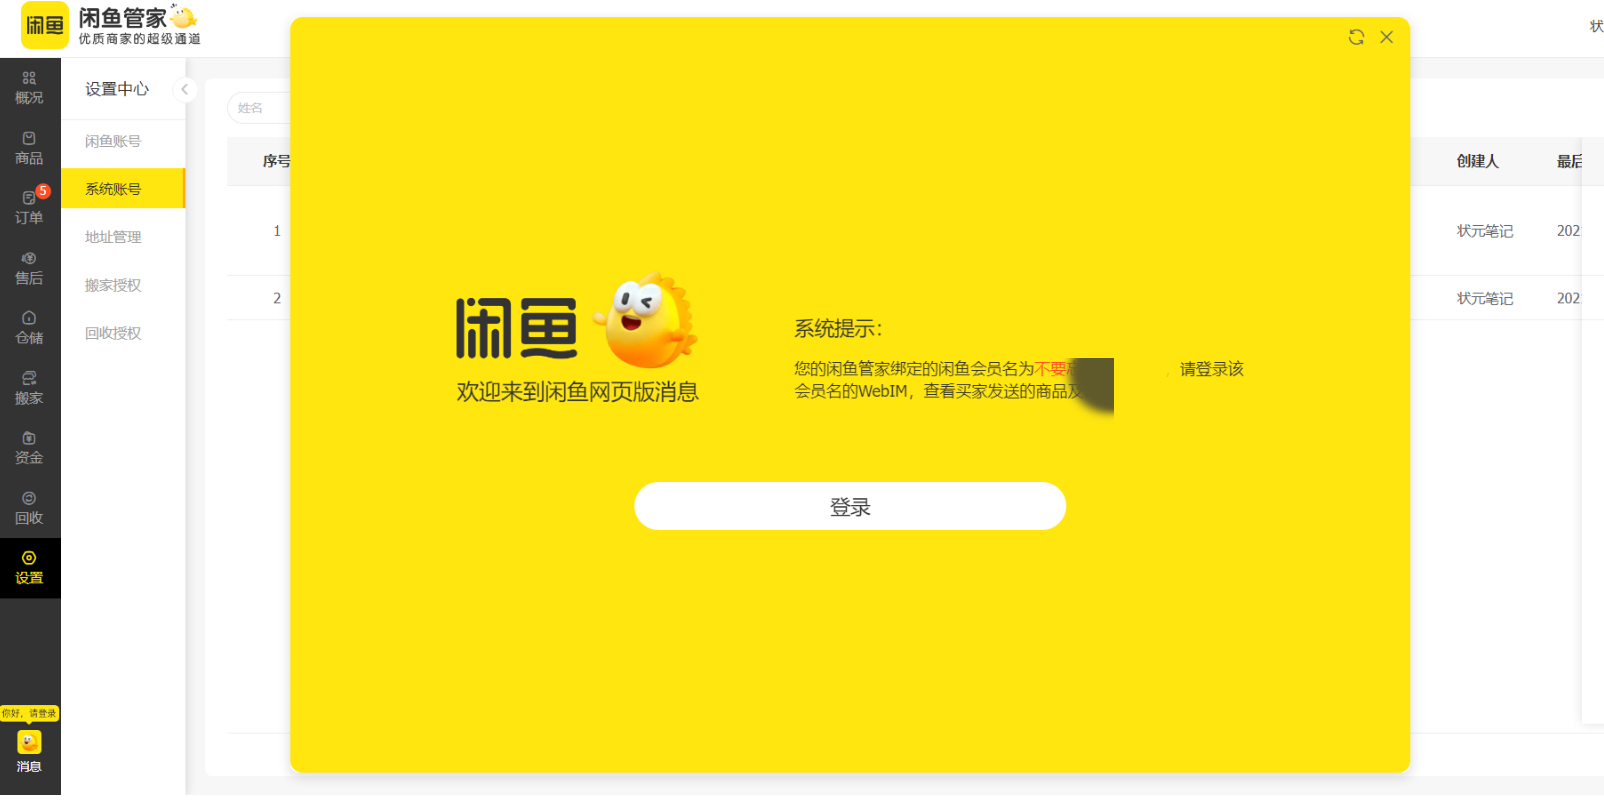 闲鱼
闲鱼管家
优质商家的超级通道
状
概况
商品
5
订单
售后
仓储
搬家
资金
回收
设置
你好，请登录
消息
设置中心
闲鱼账号
系统账号
地址管理
搬家授权
回收授权
姓名
序号
创建人
最后
1
状元笔记
202
2
状元笔记
202
闲鱼
欢迎来到闲鱼网页版消息
系统提示：
您的闲鱼管家绑定的闲鱼会员名为不要 ，请登录该
会员名的WebIM，查看买家发送的商品及
登录